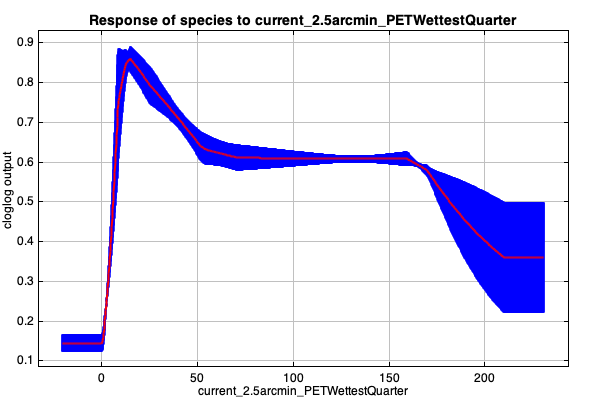 Response of species to current_2.5arcmin_PETWettestQuarter
0.9
0.8
0.7
0.6
0.5
0.4
0.3
0.2
0.1
cloglog output
0 50 100 150 200
current_2.5arcmin_PETWettestQuarter